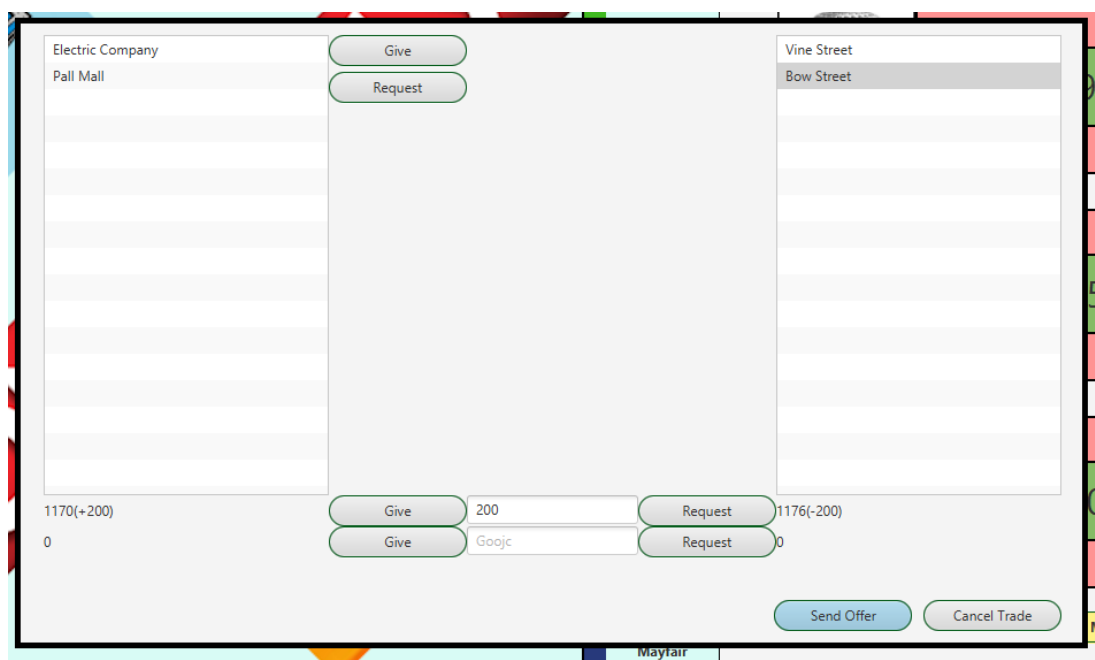 Electric Company Give Vine Street
Pall Mall Request Bow Street
1170(+200) Give 200 Request 1176(-200)
0 Give Goojc Request 0
Send Offer Cancel Trade
Mayfair